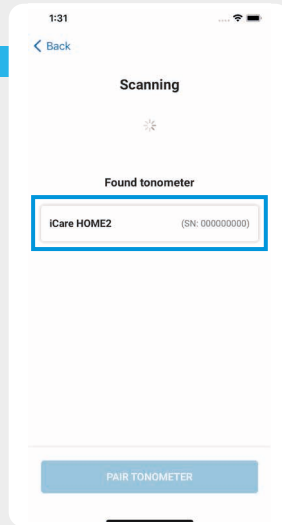 1:31
Back
Scanning
Found tonometer
iCare HOME2 (SN: 000000000)
PAIR TONOMETER